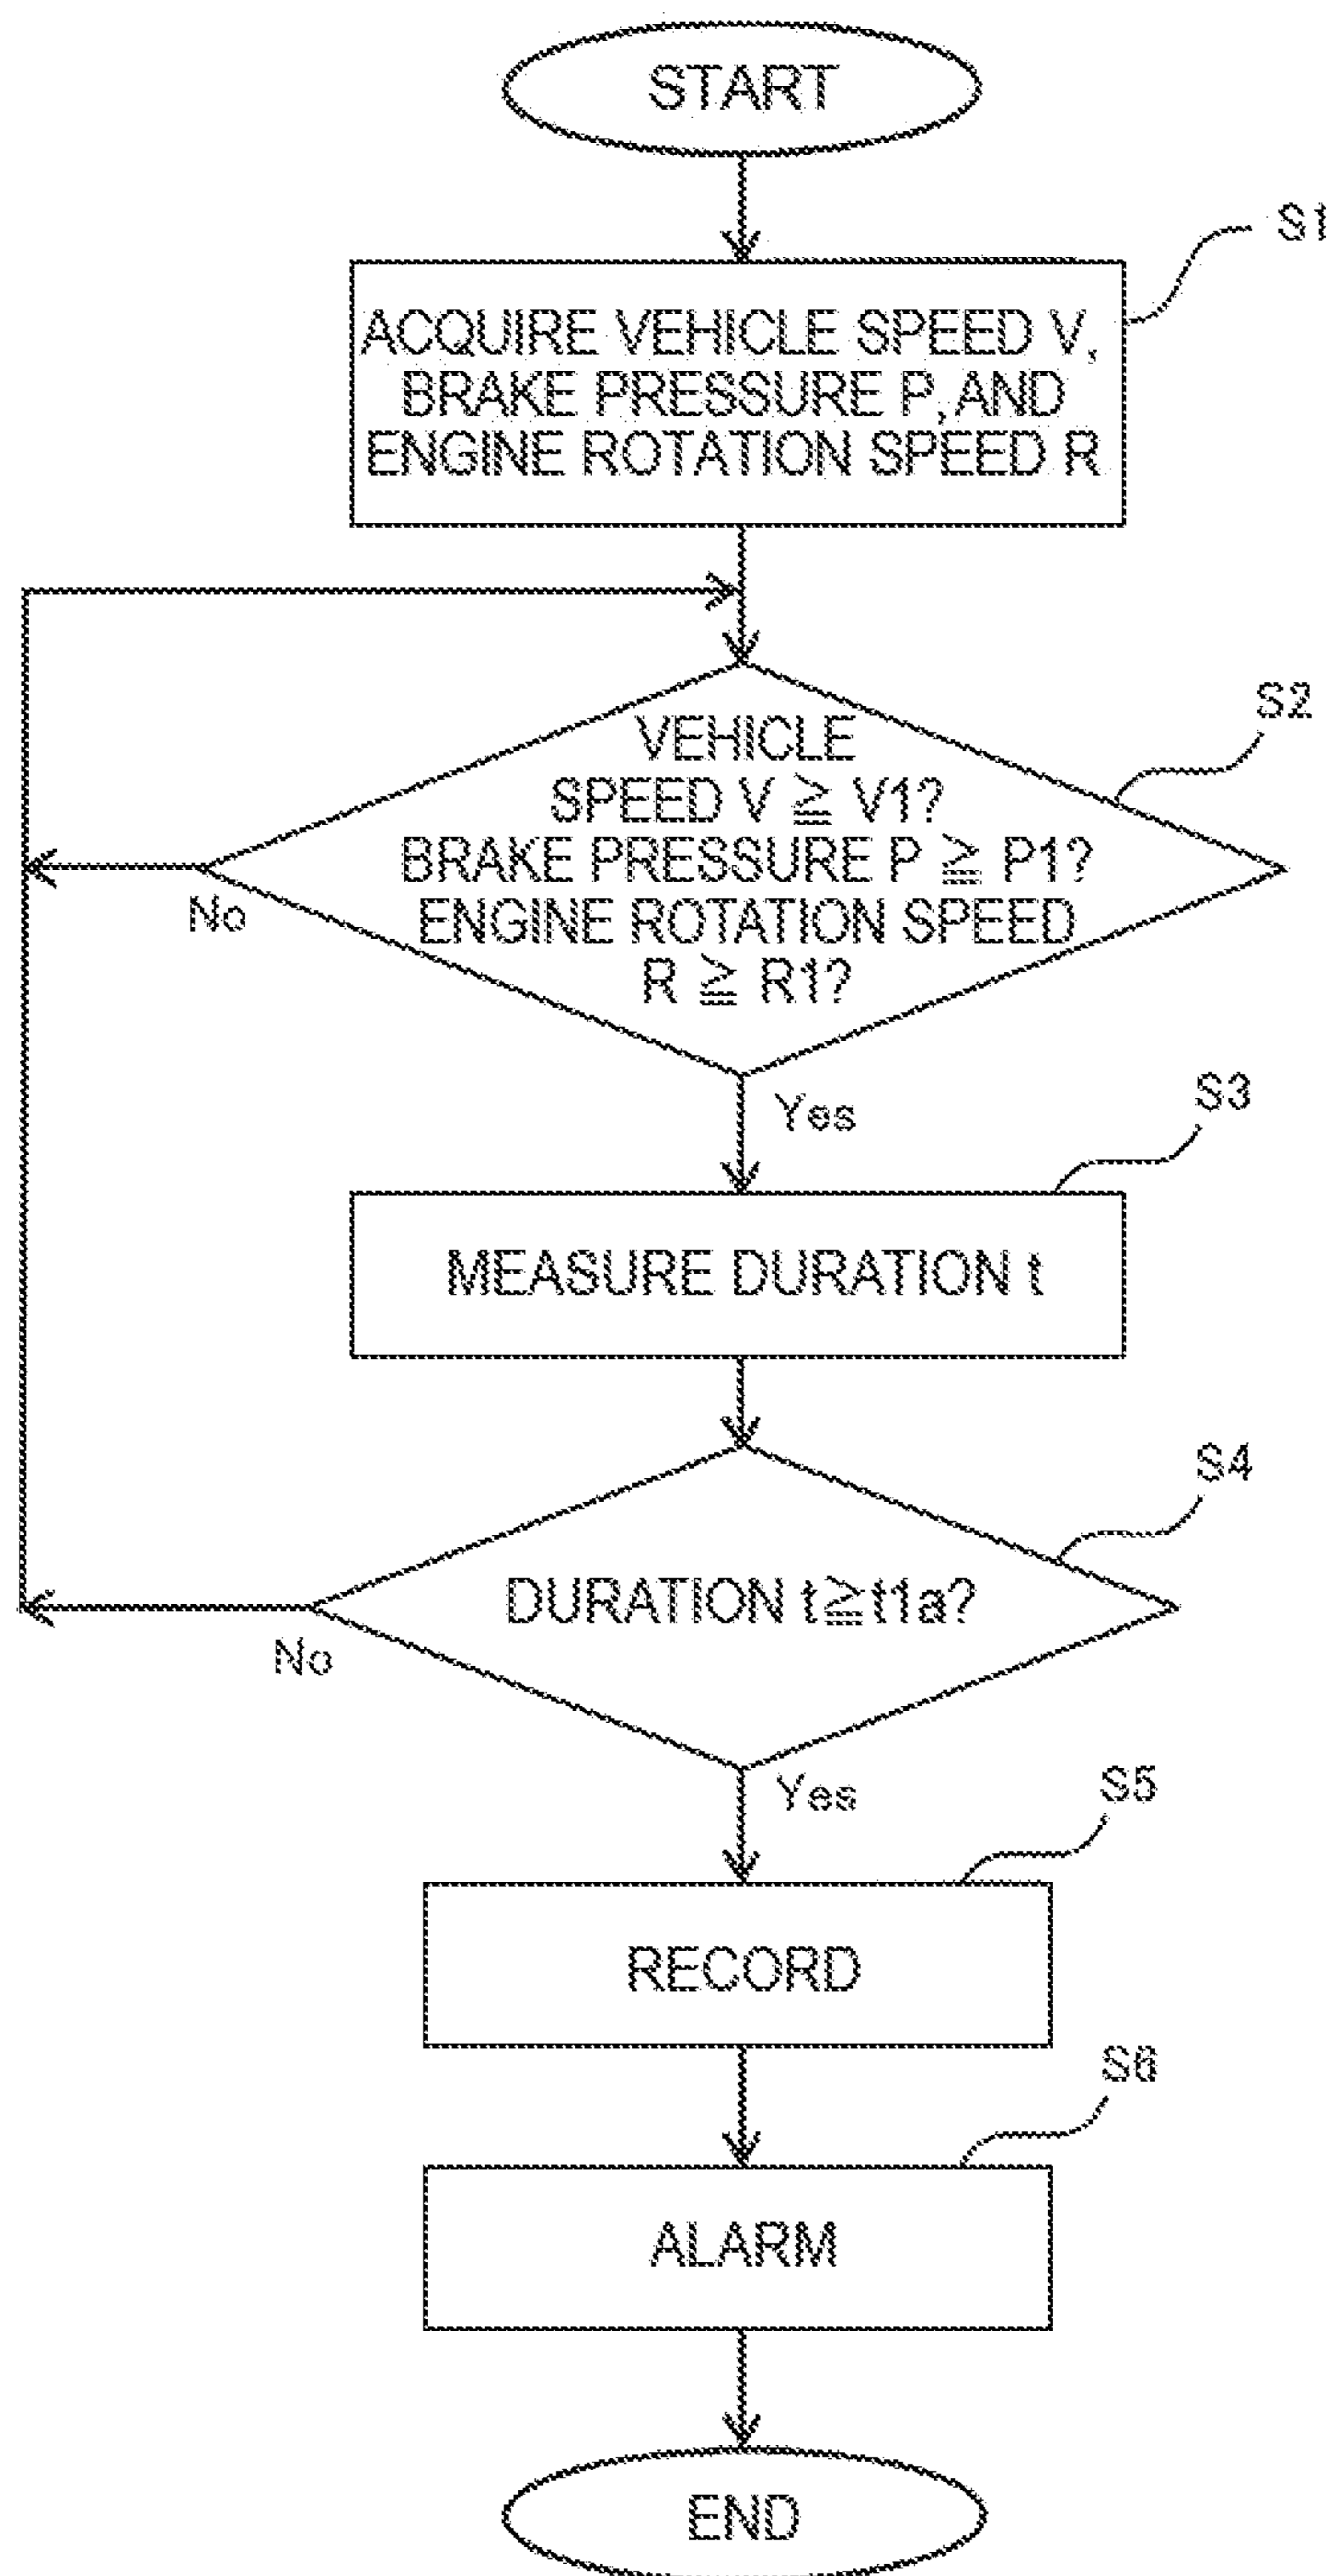 START
S1
ACQUIRE VEHICLE SPEED V,
BRAKE PRESSURE P, AND
ENGINE ROTATION SPEED R
S2
VEHICLE
SPEED V ≧ V1?
BRAKE PRESSURE P ≧ P1?
ENGINE ROTATION SPEED
R ≧ R1?
No
Yes
S3
MEASURE DURATION t
S4
DURATION t≧t1a?
No
Yes
S5
RECORD
S6
ALARM
END